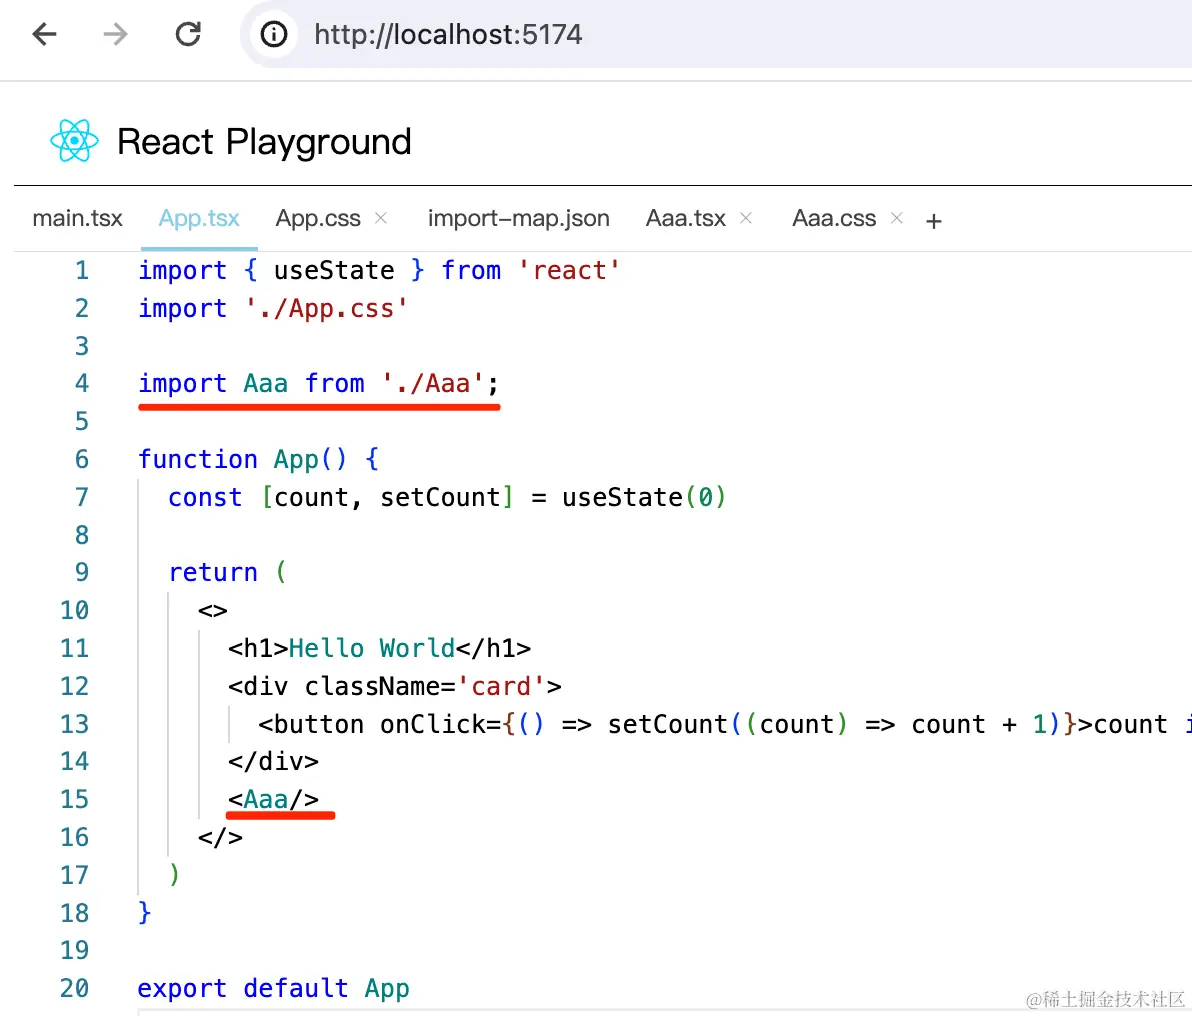 http://localhost:5174
React Playground
main.tsx App.tsx App.css × import-map.json Aaa.tsx × Aaa.css × +
1 import { useState } from 'react'
2 import './App.css'
3
4 import Aaa from './Aaa';
5
6 function App() {
7 const [count, setCount] = useState(0)
8
9 return (
10 <>
11 <h1>Hello World</h1>
12 <div className='card'>
13 <button onClick={() => setCount((count) => count + 1)}>count i
14 </div>
15 <Aaa/>
16 </>
17 )
18 }
19
20 export default App
@稀土掘金技术社区